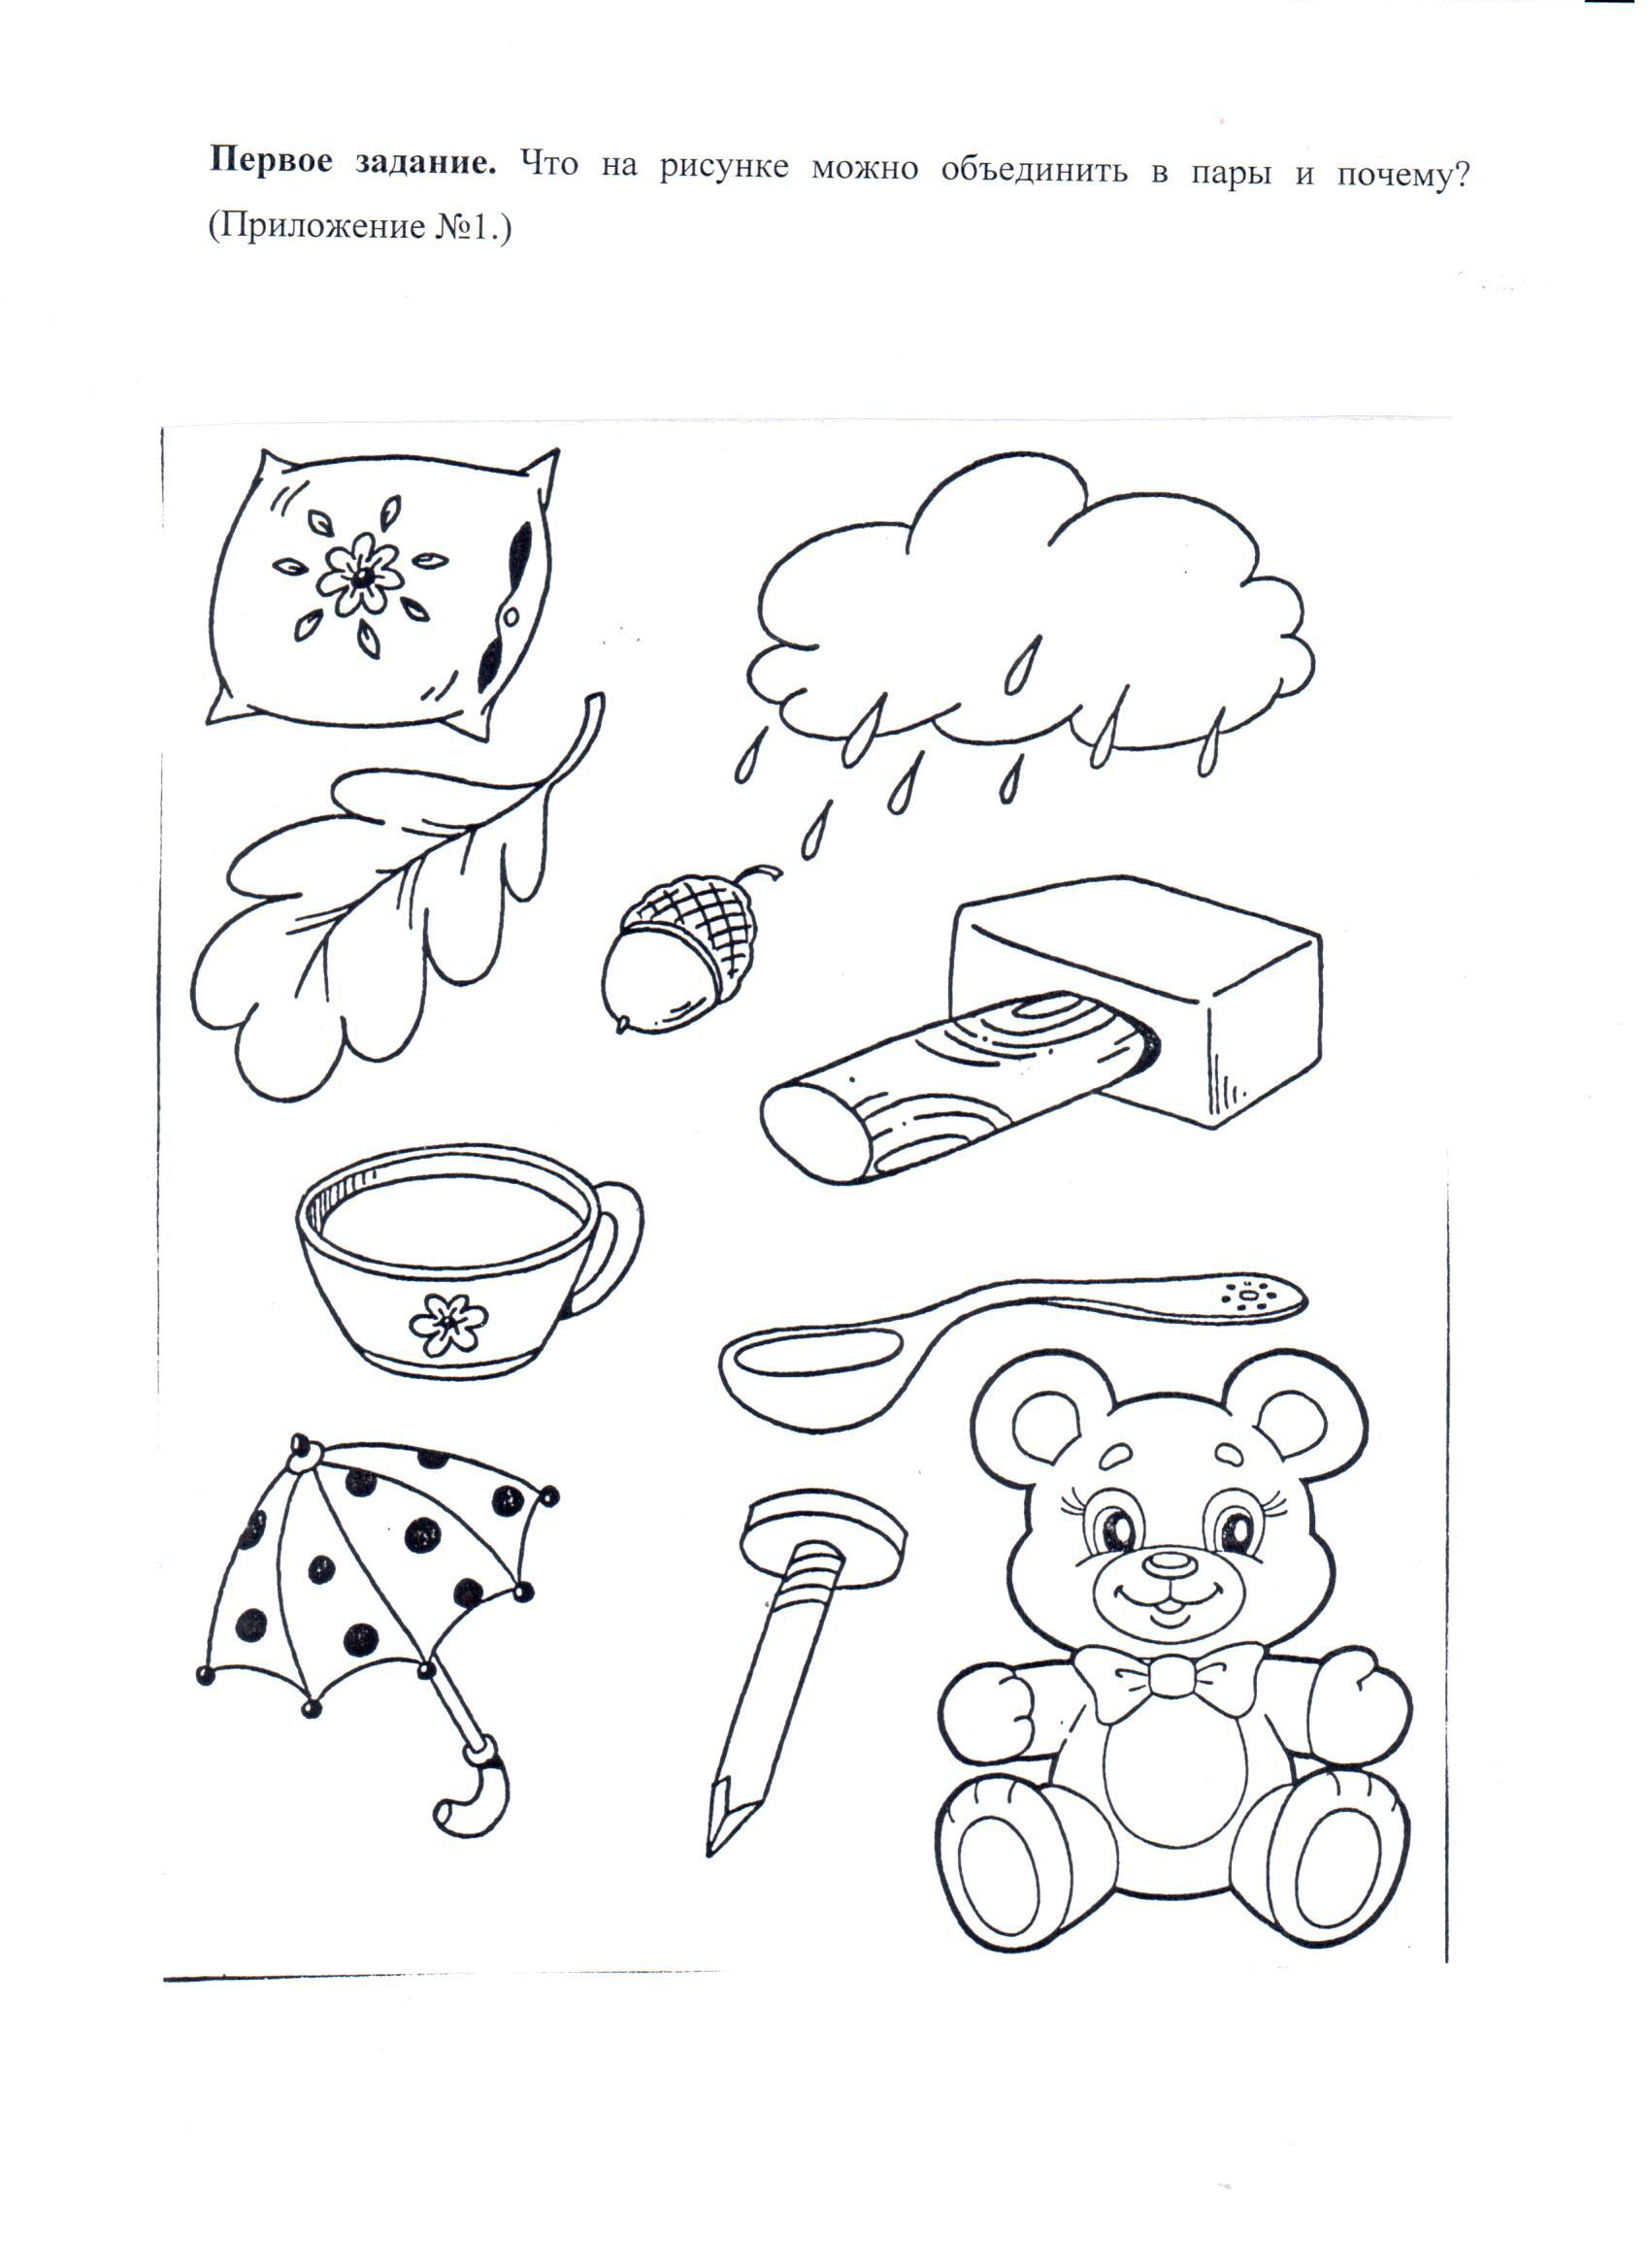 Первое задание. Что на рисунке можно объединить в пары и почему?
(Приложение №1.)